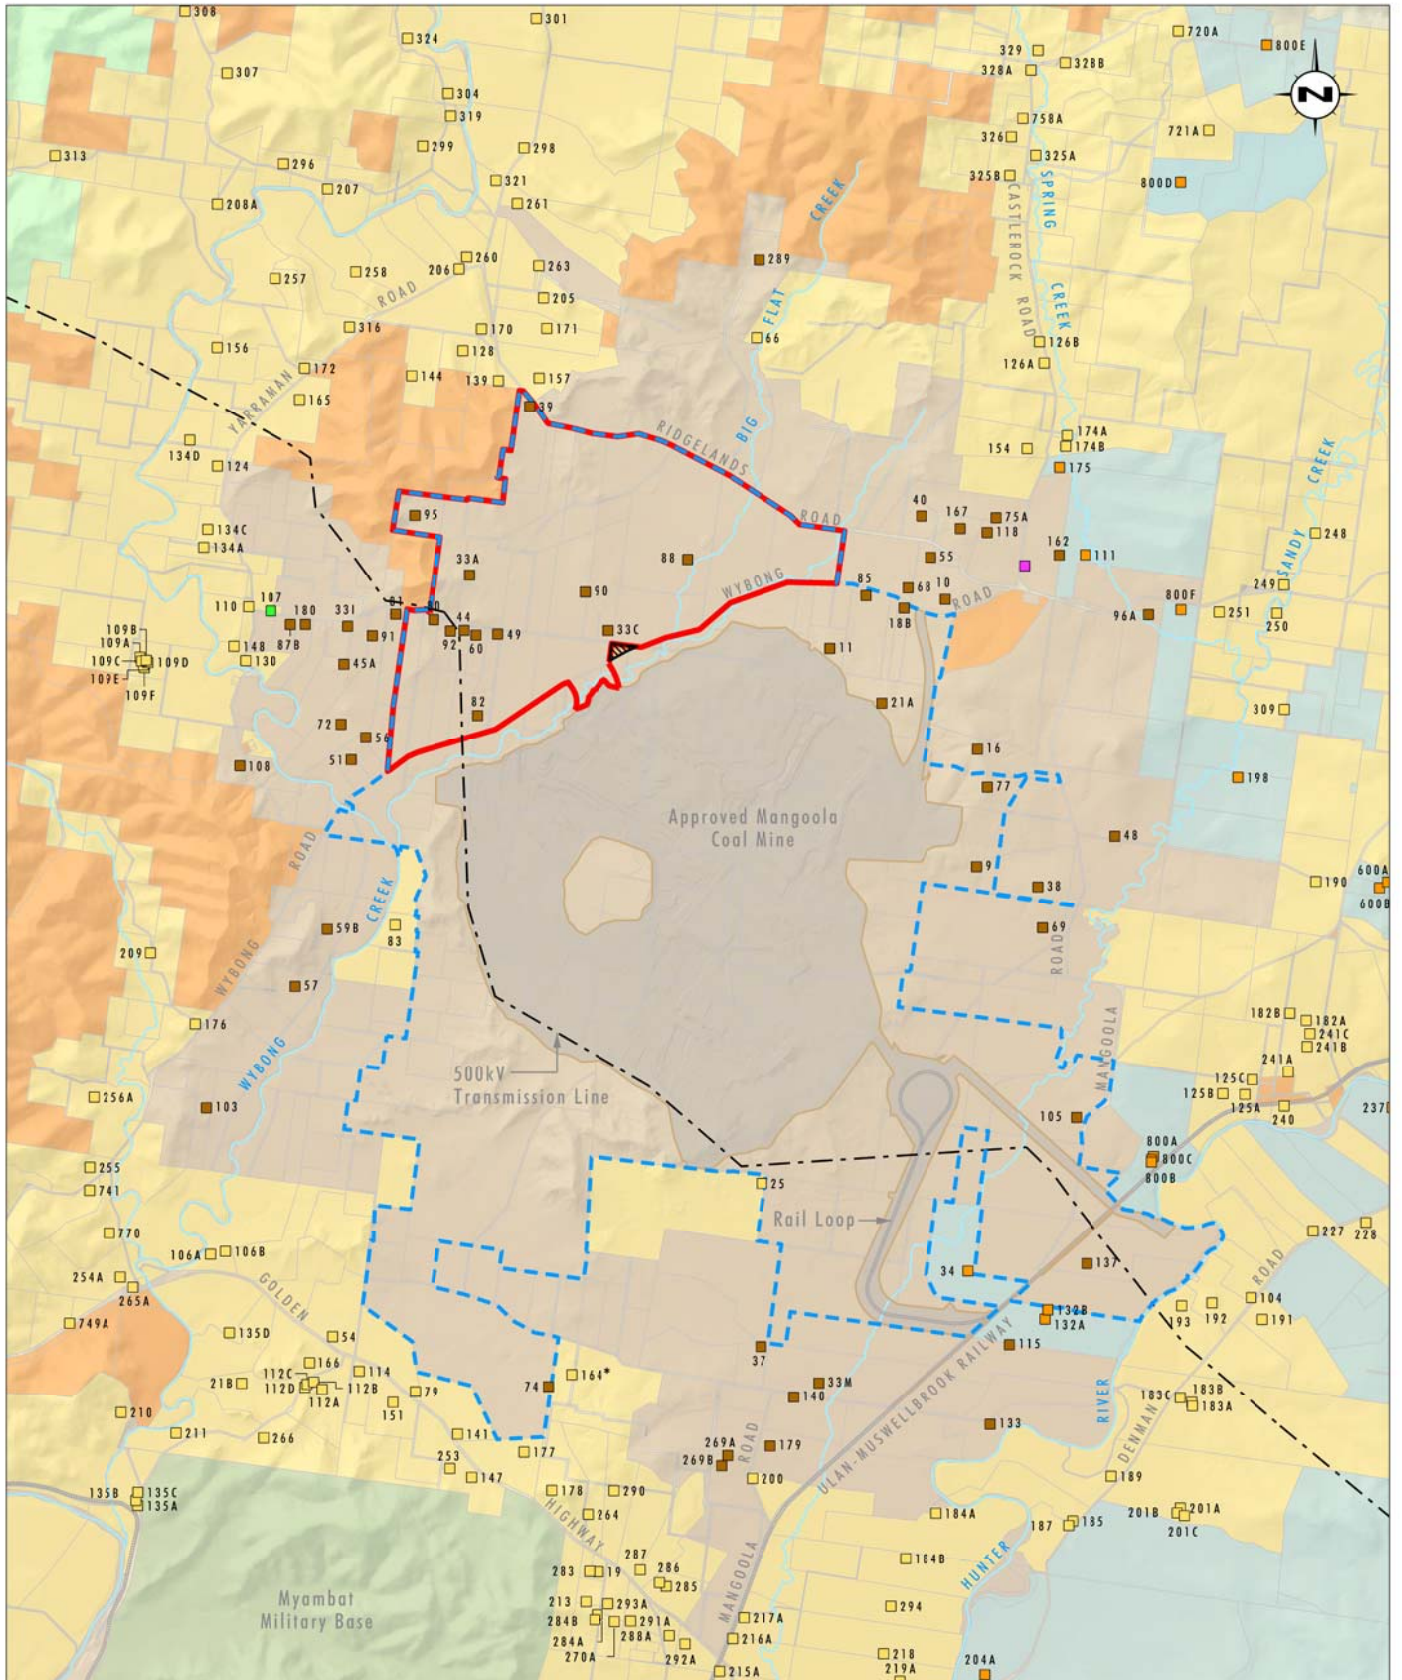 308
301
324
720A
800E
307
329
328A
328B
304
319
N
758A
721A
313
299
298
326
325A
296
325B
800D
207
321
208A
261
CASTLEROCK ROAD
SPRING CREEK
CREEK
260
206
263
289
257
258
ROAD
205
FLAT
316
170
171
66
156
128
126B
126A
172
144
139
157
YARRAMAN
165
39
RIDGELANDS
BIG
174A
134D
154
174B
124
175
CREEK
95
ROAD
40
167
75A
118
134C
248
134A
33A
88
55
162
111
SANDY
WYBONG
249
110
107
90
85
68
10
ROAD
800F
180
33I
81
80
44
18B
96A
251
250
87B
91
92
60
49
33C
109B
109A
148
11
109C
109D
130
45A
109E
109F
21A
309
72
82
56
16
51
108
77
198
Approved Mangoola
Coal Mine
48
ROAD
9
38
190
600A
600B
CREEK
59B
83
69
209
ROAD
WYBONG
57
176
182B
182A
241C
241B
MANGOOLA
WYBONG
500kV
Transmission Line
241A
125C
256A
125B
125A
103
240
237
105
800A
800C
800B
255
741
25
Rail Loop
770
227
228
106A
106B
254A
34
137
ROAD
265A
GOLDEN
104
749A
132B
132A
193
192
191
135D
54
37
115
166
164*
112C
114
21B
112D
112B
112A
79
74
33M
140
183C
183B
183A
151
210
133
RIVER
DENMAN
211
266
141
177
269A
269B
ROAD
179
ULAN-MUSWELLBROOK RAILWAY
253
147
200
189
135B
135C
135A
178
290
HIGHWAY
264
184A
201B
201A
201C
187
185
283
19
287
286
285
184B
HUNTER
Myambat
Military Base
213
293A
MANGOOLA
217A
294
284B
291A
284A
288A
270A
292A
216A
218
215A
219A
204A